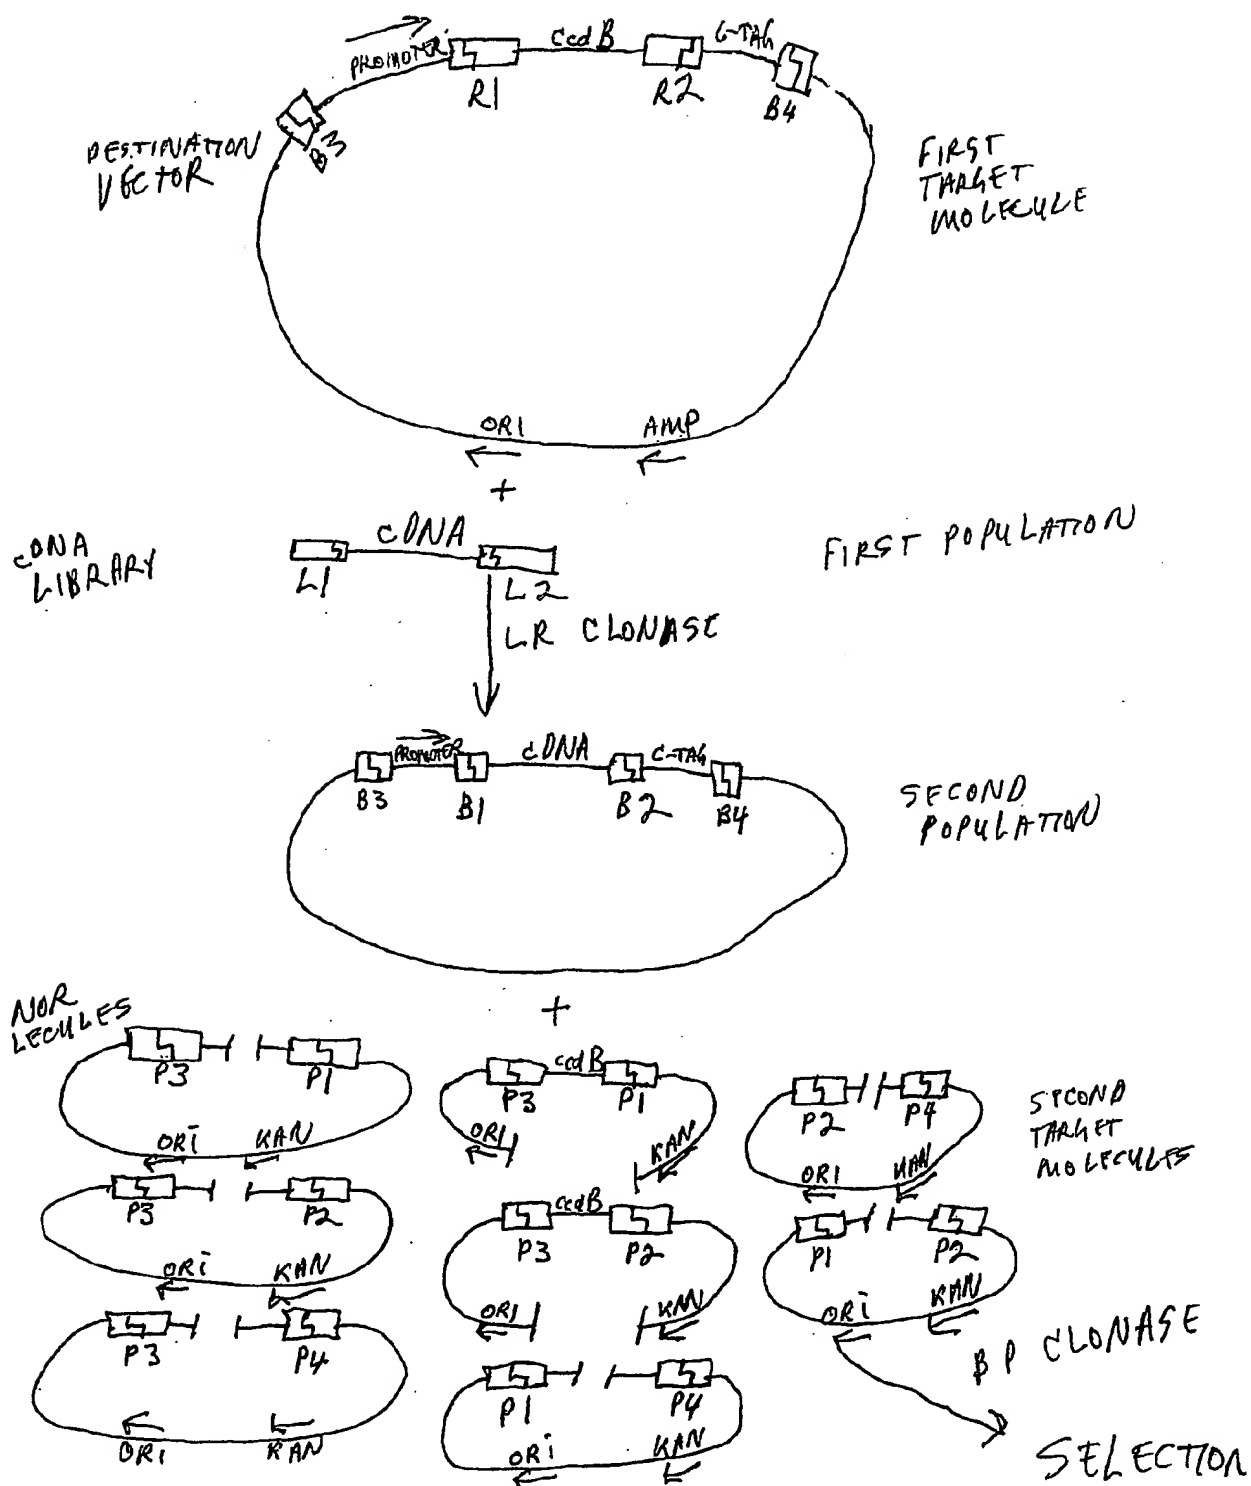 PROMOTER
CcdB
C-TAG
R1
R2
B4
B3
DESTINATION
VECTOR
FIRST
TARGET
MOLECULE
ORI
AMP
+
cDNA
LIBRARY
cDNA
L1
L2
FIRST POPULATION
LR CLONASE
PROMOTER
cDNA
C-TAG
B3
B1
B2
B4
SECOND
POPULATION
+
NOR
LECULES
P3
P1
ORI
KAN
ccdB
P3
P1
ORI
KAN
P2
P4
ORI
KAN
SECOND
TARGET
MOLECULES
P3
P2
ORI
KAN
ccdB
P3
P2
ORI
KAN
P1
P2
ORI
KAN
P3
P4
ORI
KAN
P1
P4
ORI
KAN
BP CLONASE
SELECTION